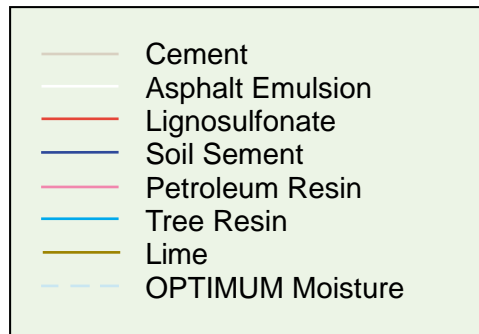 Cement
Asphalt Emulsion
Lignosulfonate
Soil Sement
Petroleum Resin
Tree Resin
Lime
OPTIMUM Moisture